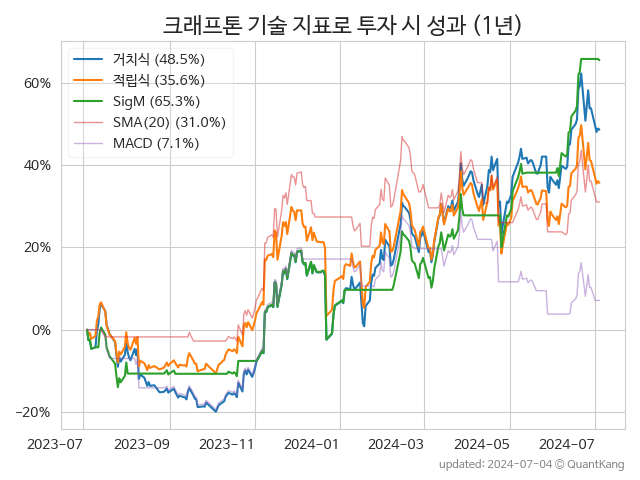 크래프톤 기술 지표로 투자 시 성과 (1년)
거치식 (48.5%)
적립식 (35.6%)
SigM (65.3%)
SMA(20) (31.0%)
MACD (7.1%)
60%
40%
20%
0%
−20%
2023-07 2023-09 2023-11 2024-01 2024-03 2024-05 2024-07
updated: 2024-07-04 © QuantKang